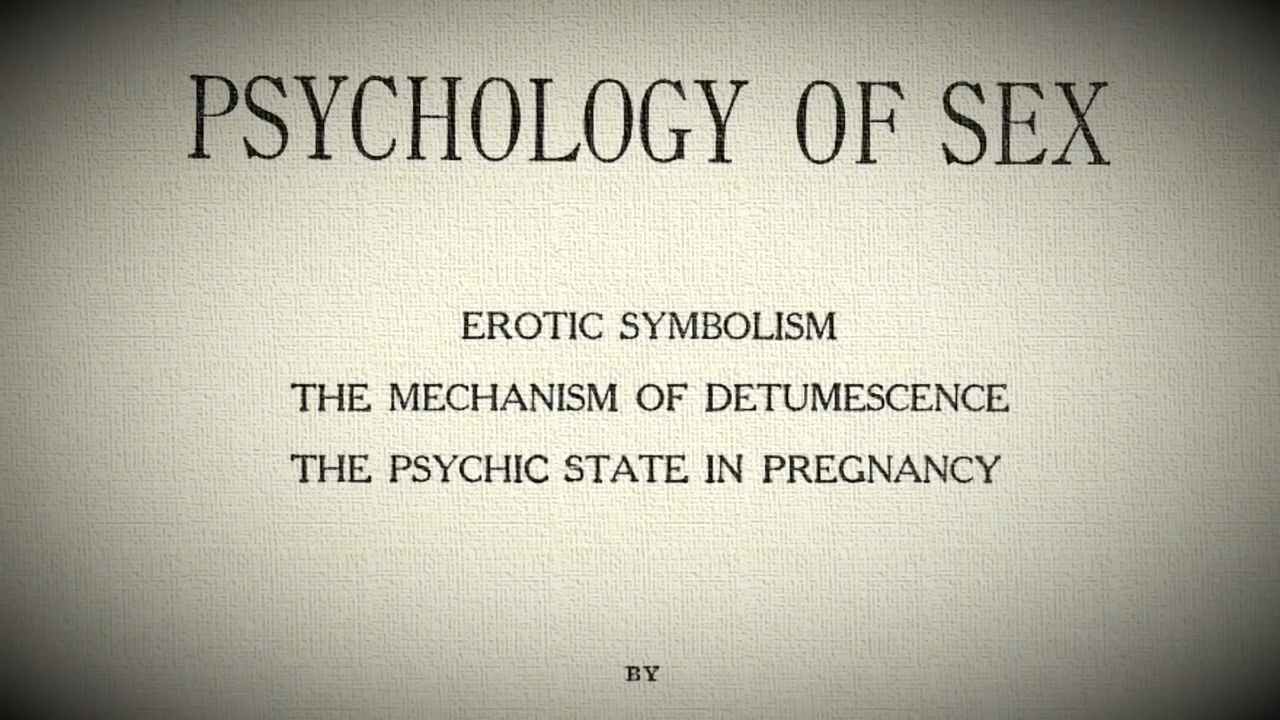 PSYCHOLOGY OF SEX
EROTIC SYMBOLISM
THE MECHANISM OF DETUMESCENCE
THE PSYCHIC STATE IN PREGNANCY
BY